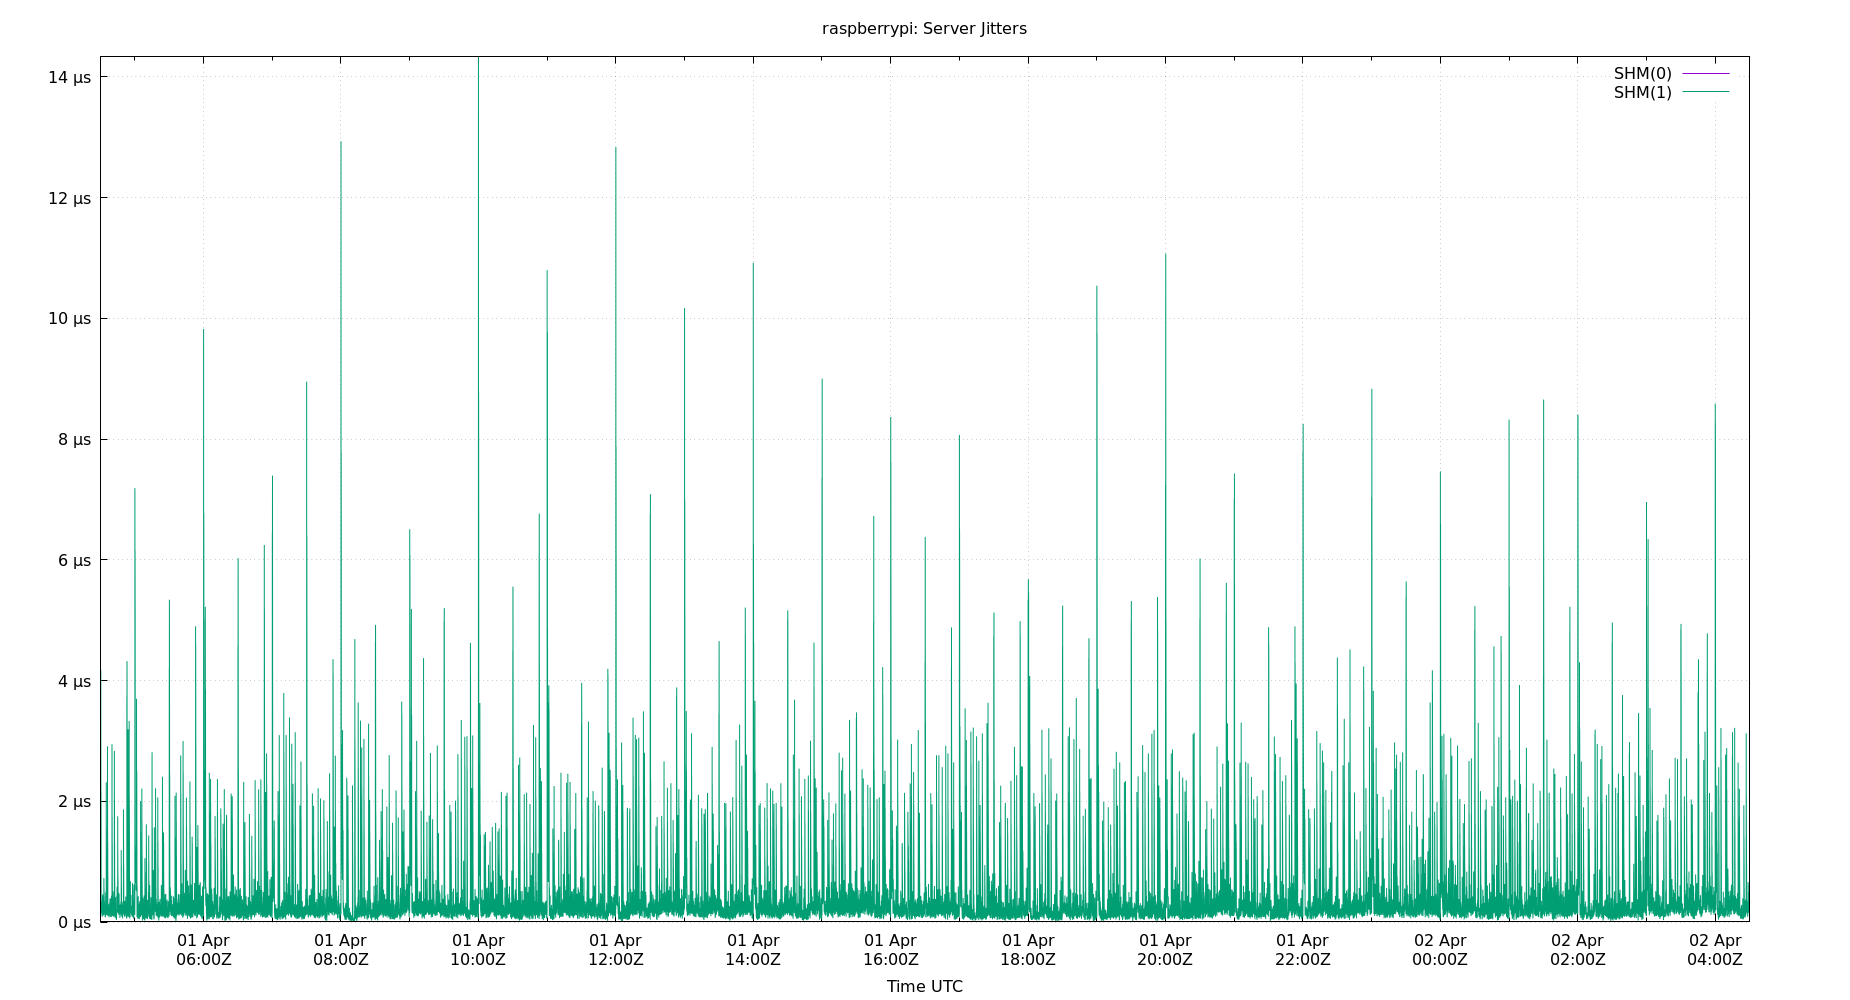 raspberrypi: Server Jitters
SHM(0)
SHM(1)
14 µs
12 µs
10 µs
8 µs
6 µs
4 µs
2 µs
0 µs
01 Apr 01 Apr 01 Apr 01 Apr 01 Apr 01 Apr 01 Apr 01 Apr 01 Apr 02 Apr 02 Apr 02 Apr
06:00Z 08:00Z 10:00Z 12:00Z 14:00Z 16:00Z 18:00Z 20:00Z 22:00Z 00:00Z 02:00Z 04:00Z
Time UTC